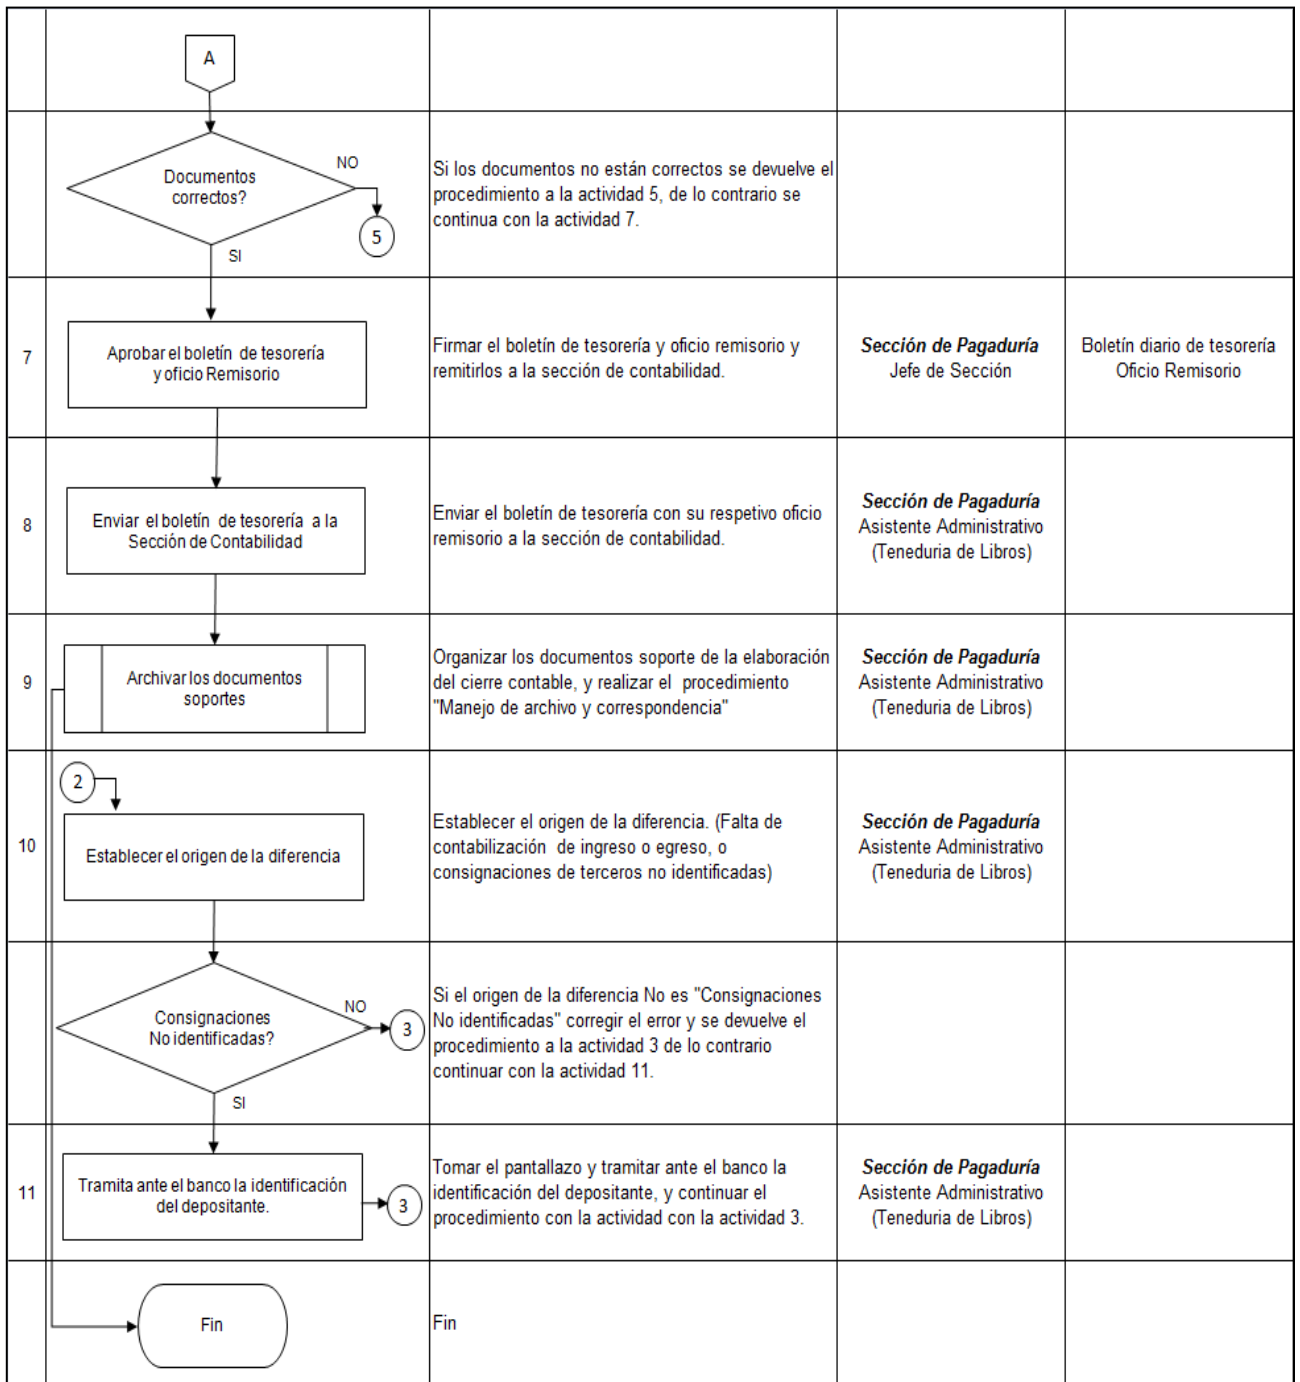 A
Documentos
correctos?
NO
5
SI
Si los documentos no están correctos se devuelve el
procedimiento a la actividad 5, de lo contrario se
continua con la actividad 7.
7
Aprobar el boletín de tesorería
y oficio Remisorio
Firmar el boletín de tesorería y oficio remisorio y
remitirlos a la sección de contabilidad.
Sección de Pagaduría
Jefe de Sección
Boletín diario de tesorería
Oficio Remisorio
8
Enviar el boletín de tesorería a la
Sección de Contabilidad
Enviar el boletín de tesorería con su respetivo oficio
remisorio a la sección de contabilidad.
Sección de Pagaduría
Asistente Administrativo
(Teneduria de Libros)
9
Archivar los documentos
soportes
Organizar los documentos soporte de la elaboración
del cierre contable, y realizar el procedimiento
"Manejo de archivo y correspondencia"
Sección de Pagaduría
Asistente Administrativo
(Teneduria de Libros)
2
10
Establecer el origen de la diferencia
Establecer el origen de la diferencia. (Falta de
contabilización de ingreso o egreso, o
consignaciones de terceros no identificadas)
Sección de Pagaduría
Asistente Administrativo
(Teneduria de Libros)
Consignaciones
No identificadas?
NO
3
SI
Si el origen de la diferencia No es "Consignaciones
No identificadas" corregir el error y se devuelve el
procedimiento a la actividad 3 de lo contrario
continuar con la actividad 11.
11
Tramita ante el banco la identificación
del depositante.
3
Tomar el pantallazo y tramitar ante el banco la
identificación del depositante, y continuar el
procedimiento con la actividad con la actividad 3.
Sección de Pagaduría
Asistente Administrativo
(Teneduria de Libros)
Fin
Fin